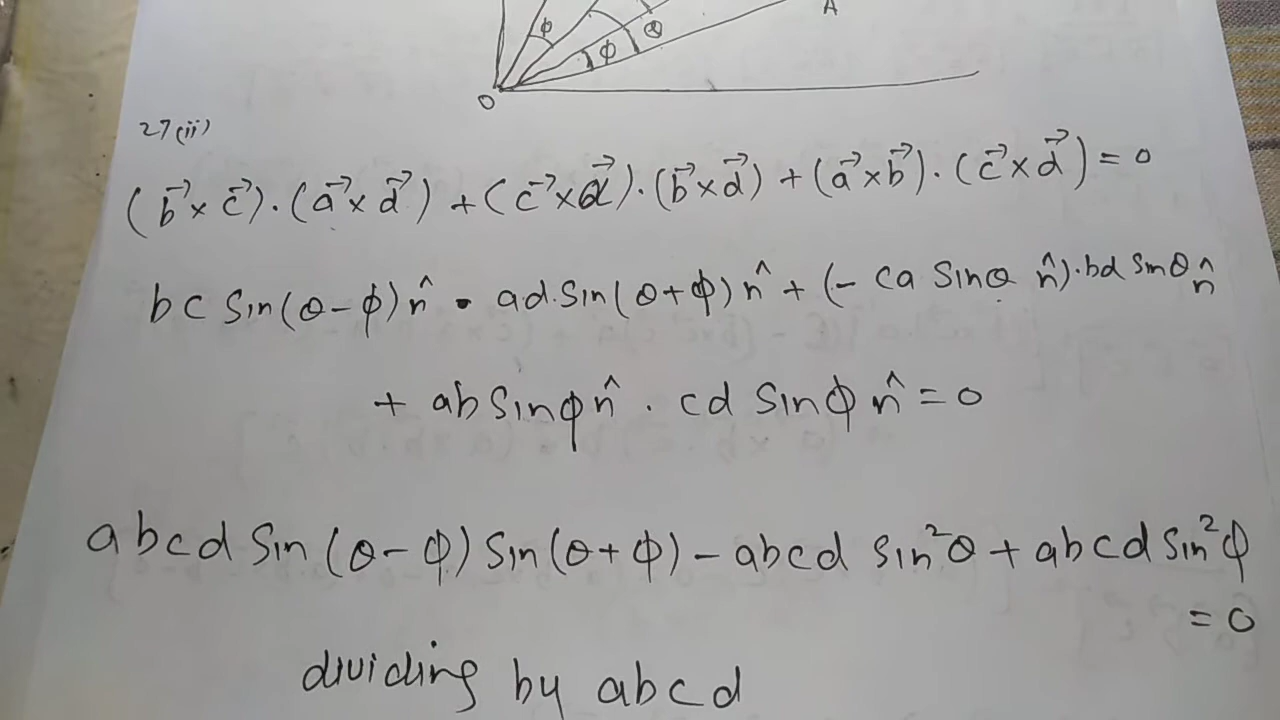 A
φ θ
φ
O
27(ii)
(b⃗ × c⃗).(a⃗ × d⃗) + (c⃗ × a⃗).(b⃗ × d⃗) + (a⃗ × b⃗).(c⃗ × d⃗) = 0
bc Sin(θ-φ) n̂ • ad.Sin(θ+φ) n̂ + (- ca Sinθ n̂).bd Sinθ n̂
+ ab Sinφ n̂ . cd Sinφ n̂ = 0
abcd Sin(θ-φ) Sin(θ+φ) - abcd sin²θ + abcd Sin²φ
= 0
dividing by abcd